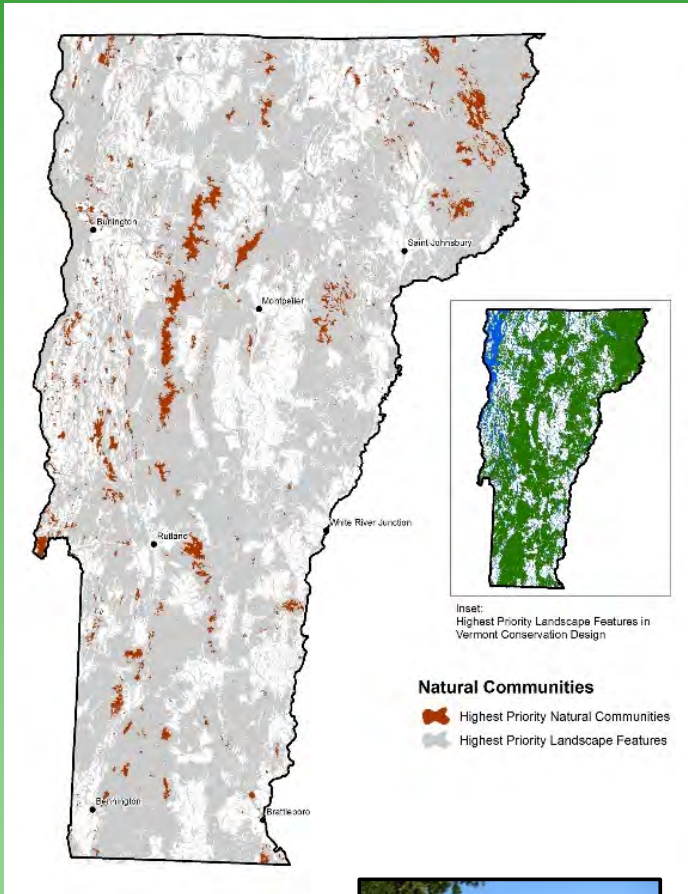 Burlington
Saint Johnsbury
Montpelier
White River Junction
Rutland
Inset:
Highest Priority Landscape Features in
Vermont Conservation Design
Natural Communities
Highest Priority Natural Communities
Highest Priority Landscape Features
Bennington
Brattleboro